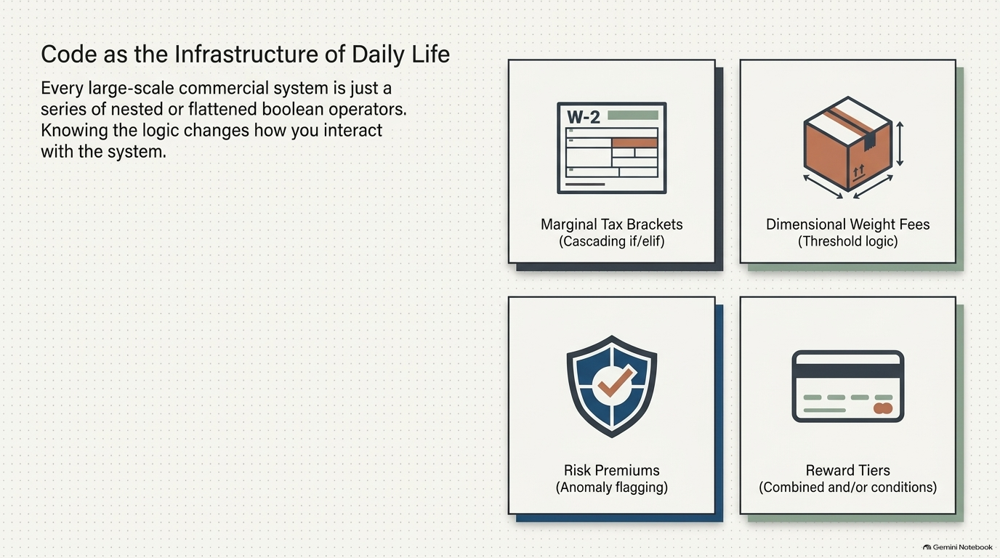 Code as the Infrastructure of Daily Life
Every large-scale commercial system is just a
series of nested or flattened boolean operators.
Knowing the logic changes how you interact
with the system.
W-2
Marginal Tax Brackets
(Cascading if/elif)
Dimensional Weight Fees
(Threshold logic)
Risk Premiums
(Anomaly flagging)
Reward Tiers
(Combined and/or conditions)
Gemini Notebook